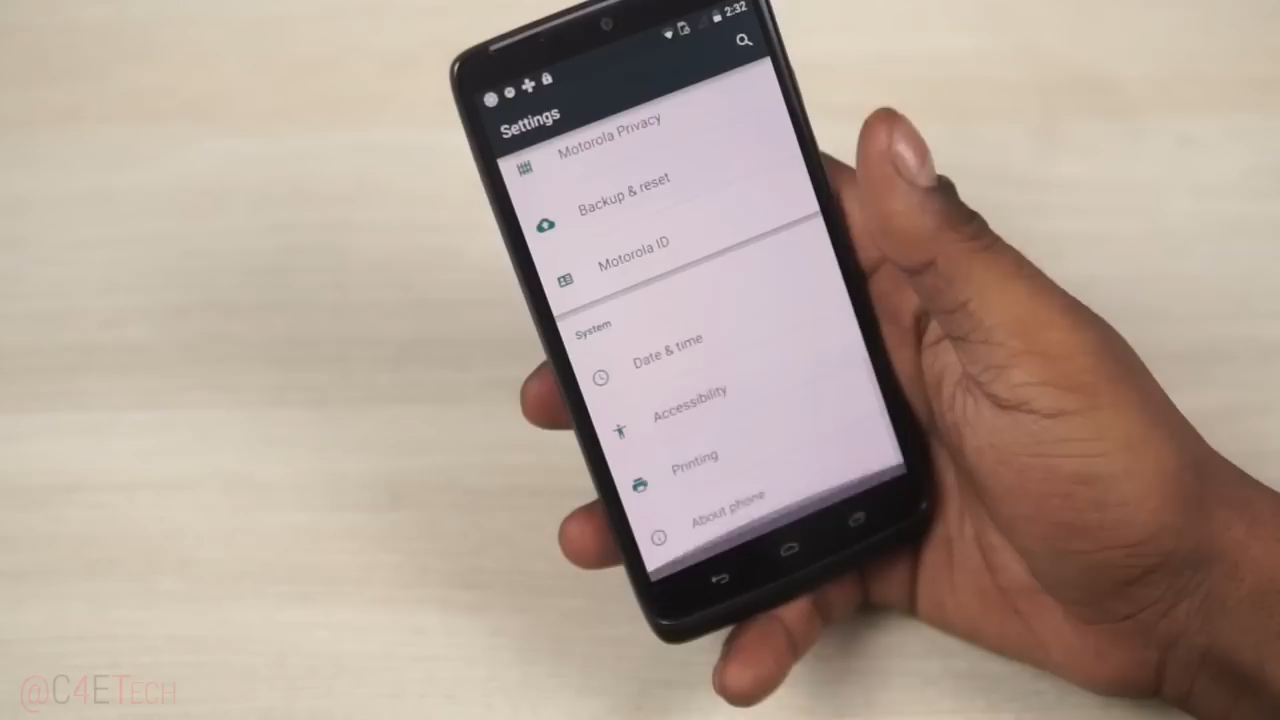 2:32
Settings
Motorola Privacy
Backup & reset
Motorola ID
System
Date & time
Accessibility
Printing
About phone
@C4ETech